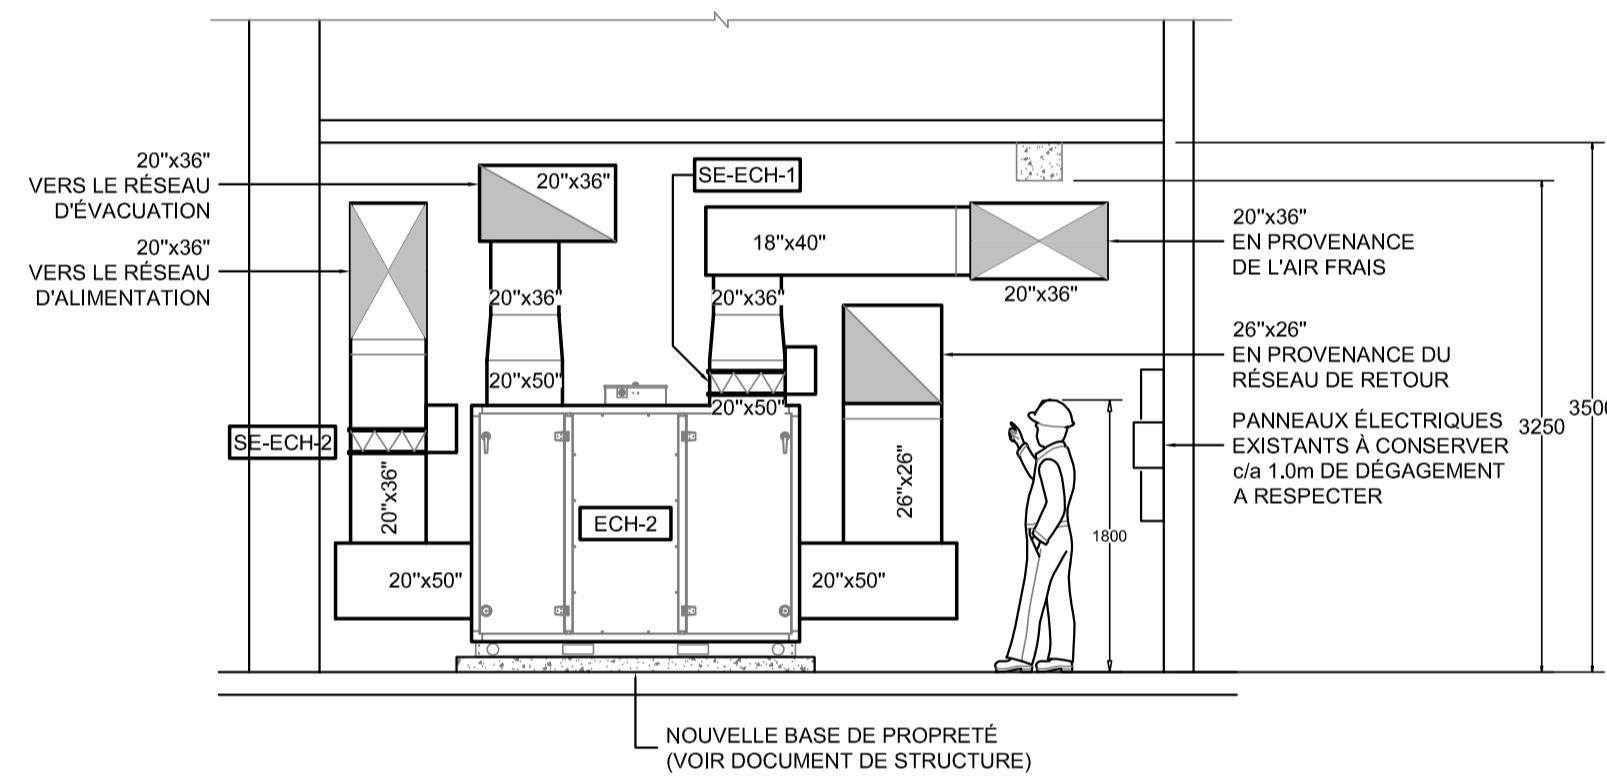 20"x36"
VERS LE RÉSEAU
D'ÉVACUATION
20"x36"
VERS LE RÉSEAU
D'ALIMENTATION
20"x36"
SE-ECH-1
18"x40"
20"x36"
20"x36"
EN PROVENANCE
DE L'AIR FRAIS
20"x36"
20"x36"
26"x26"
EN PROVENANCE DU
RÉSEAU DE RETOUR
20"x50"
20"x50"
SE-ECH-2
20"x36"
ECH-2
26"x26"
PANNEAUX ÉLECTRIQUES
EXISTANTS À CONSERVER
c/a 1.0m DE DÉGAGEMENT
A RESPECTER
3250
3500
1800
20"x50"
20"x50"
NOUVELLE BASE DE PROPRETÉ
(VOIR DOCUMENT DE STRUCTURE)